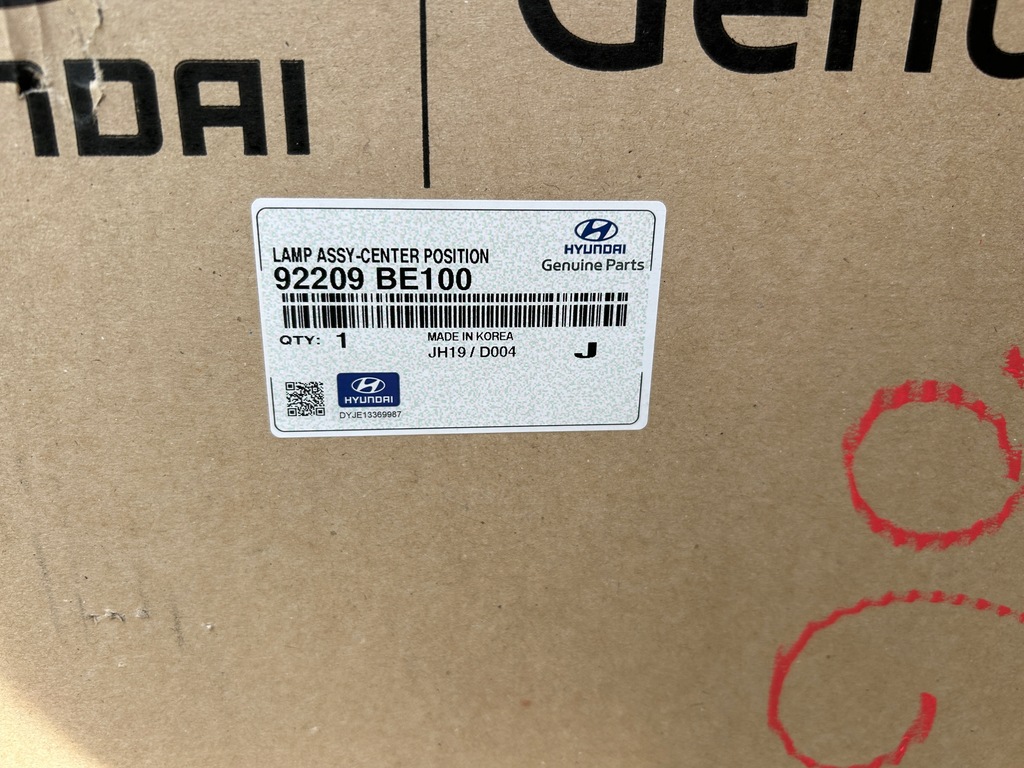 NDAI
Genu
LAMP ASSY-CENTER POSITION
92209 BE100
HYUNDAI
Genuine Parts
QTY: 1
MADE IN KOREA
JH19 / D004
J
HYUNDAI
DYJE13369987